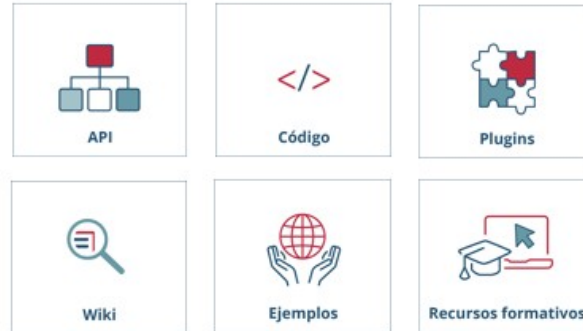 API
</>
Código
Plugins
Wiki
Ejemplos
Recursos formativos